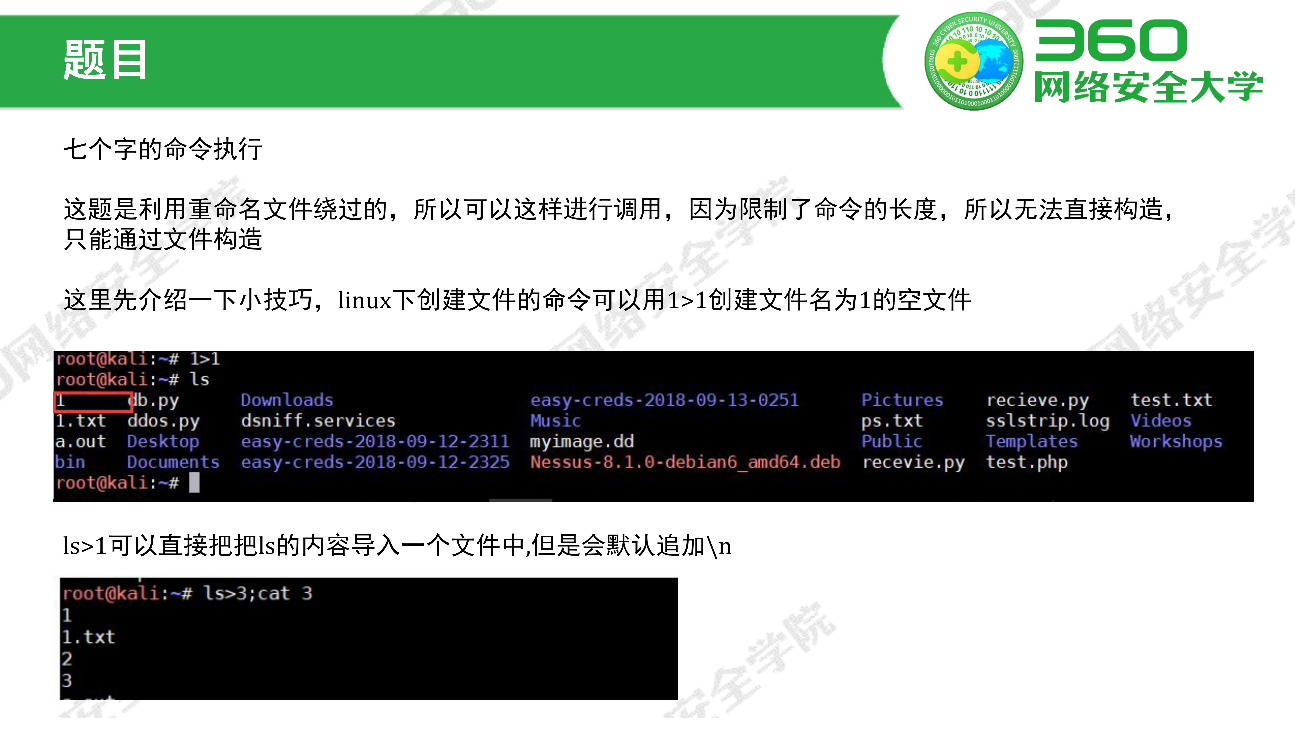 题目
360
网络安全大学
七个字的命令执行
这题是利用重命名文件绕过的，所以可以这样进行调用，因为限制了命令的长度，所以无法直接构造，
只能通过文件构造
这里先介绍一下小技巧，linux下创建文件的命令可以用1>1创建文件名为1的空文件
root@kali:~# 1>1
root@kali:~# ls
1 db.py Downloads easy-creds-2018-09-13-0251 Pictures recieve.py test.txt
1.txt ddos.py dsniff.services Music ps.txt sslstrip.log Videos
a.out Desktop easy-creds-2018-09-12-2311 myimage.dd Public Templates Workshops
bin Documents easy-creds-2018-09-12-2325 Nessus-8.1.0-debian6_amd64.deb recevie.py test.php
root@kali:~#
ls>1可以直接把把ls的内容导入一个文件中,但是会默认追加\n
root@kali:~# ls>3;cat 3
1
1.txt
2
3